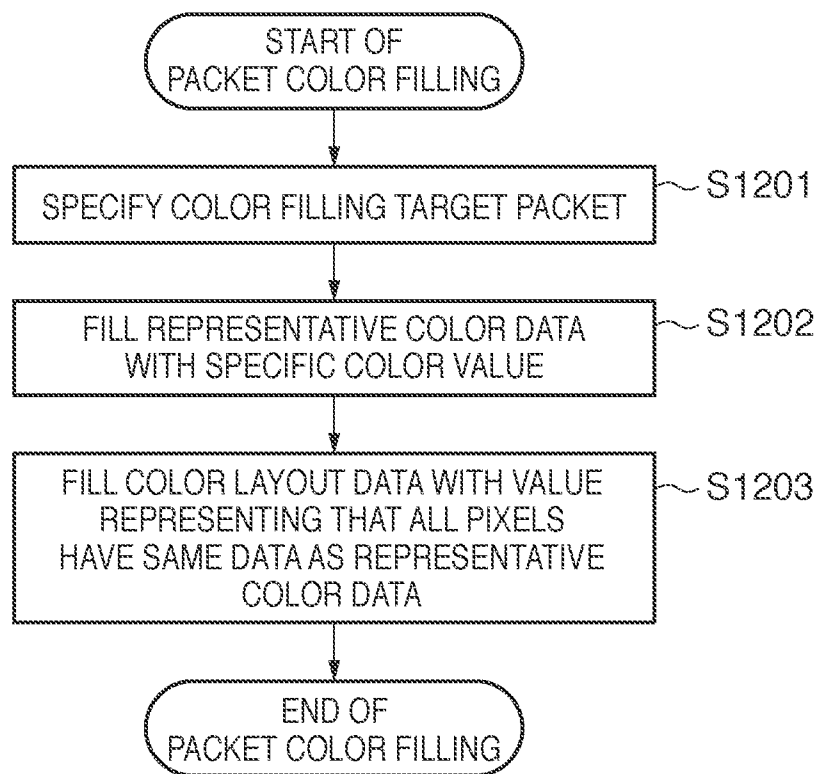 START OF
PACKET COLOR FILLING
SPECIFY COLOR FILLING TARGET PACKET
S1201
FILL REPRESENTATIVE COLOR DATA
WITH SPECIFIC COLOR VALUE
S1202
FILL COLOR LAYOUT DATA WITH VALUE
REPRESENTING THAT ALL PIXELS
HAVE SAME DATA AS REPRESENTATIVE
COLOR DATA
S1203
END OF
PACKET COLOR FILLING